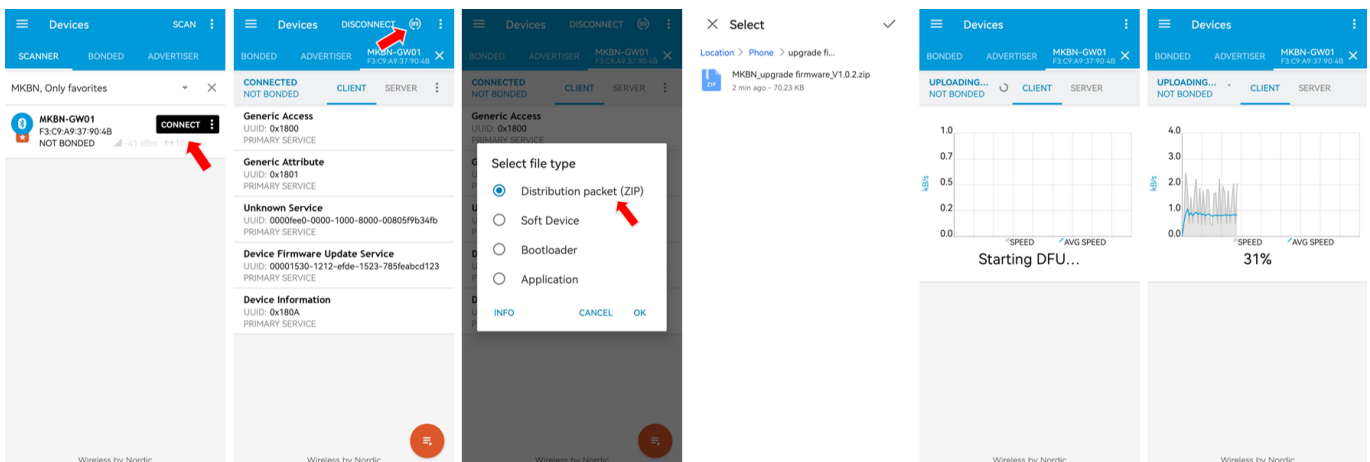 Devices
SCAN
SCANNER
BONDED
ADVERTISER
MKBN, Only favorites
MKBN-GW01
F3:C9:A9:37:90:4B
NOT BONDED
-41 dBm
CONNECT
Wireless by Nordic
Devices
DISCONNECT
BONDED
ADVERTISER
MKBN-GW01
F3:C9:A9:37:90:4B
CONNECTED
NOT BONDED
CLIENT
SERVER
Generic Access
UUID: 0x1800
PRIMARY SERVICE
Generic Attribute
UUID: 0x1801
PRIMARY SERVICE
Unknown Service
UUID: 0000fee0-0000-1000-8000-00805f9b34fb
PRIMARY SERVICE
Device Firmware Update Service
UUID: 00001530-1212-efde-1523-785feabcd123
PRIMARY SERVICE
Device Information
UUID: 0x180A
PRIMARY SERVICE
Wireless by Nordic
Devices
DISCONNECT
BONDED
ADVERTISER
MKBN-GW01
F3:C9:A9:37:90:4B
CONNECTED
NOT BONDED
CLIENT
SERVER
Generic Access
UUID: 0x1800
PRIMARY SERVICE
Select file type
Distribution packet (ZIP)
Soft Device
Bootloader
Application
INFO
CANCEL
OK
PRIMARY SERVICE
Wireless by Nordic
Select
Location > Phone > upgrade fi...
ZIP
MKBN_upgrade firmware_V1.0.2.zip
2 min ago - 70.23 KB
Devices
BONDED
ADVERTISER
MKBN-GW01
F3:C9:A9:37:90:4B
UPLOADING...
NOT BONDED
CLIENT
SERVER
kB/s
1.0
0.7
0.5
0.2
0.0
SPEED
AVG SPEED
Starting DFU...
Wireless by Nordic
Devices
BONDED
ADVERTISER
MKBN-GW01
F3:C9:A9:37:90:4B
UPLOADING...
NOT BONDED
CLIENT
SERVER
kB/s
4.0
3.0
2.0
1.0
0.0
SPEED
AVG SPEED
31%
Wireless by Nordic